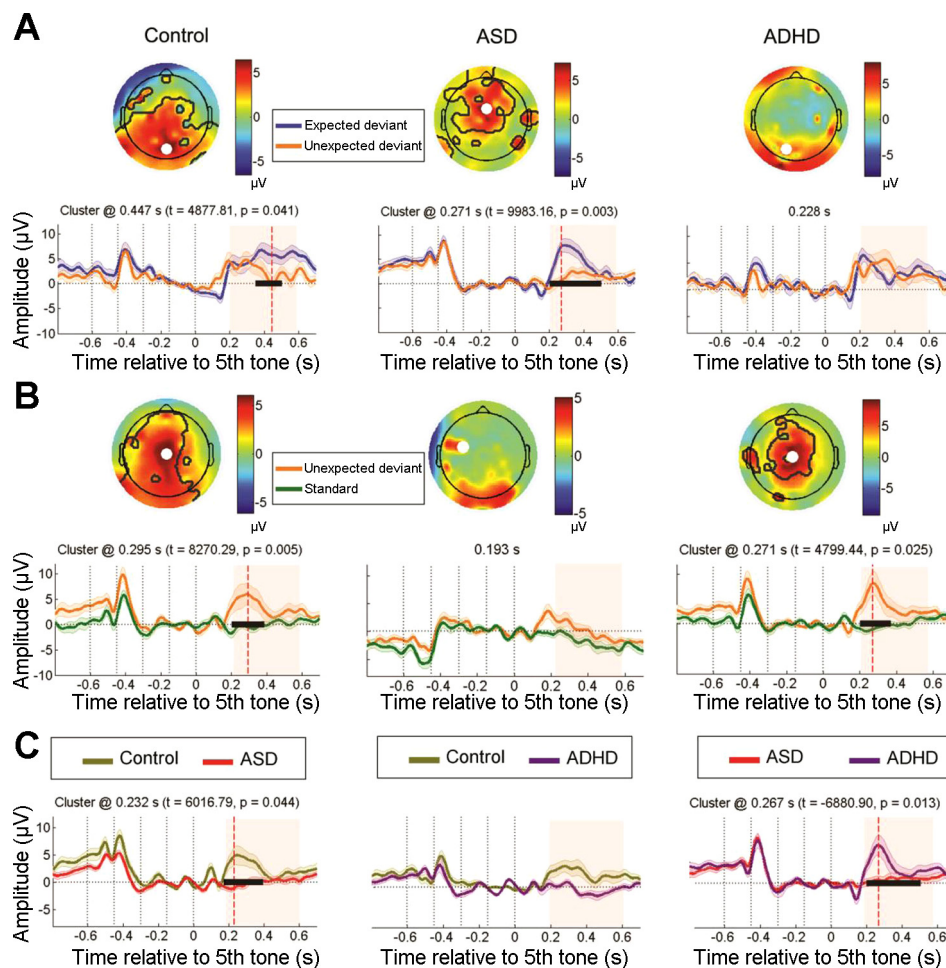 A
Control
ASD
ADHD
5
0
-5
µV
Expected deviant
Unexpected deviant
5
0
-5
µV
5
0
-5
µV
Cluster @ 0.447 s (t = 4877.81, p = 0.041)
Cluster @ 0.271 s (t = 9983.16, p = 0.003)
0.228 s
Amplitude (µV)
10
5
0
-5
-10
-0.6 -0.4 -0.2 0 0.2 0.4 0.6
-0.6 -0.4 -0.2 0 0.2 0.4 0.6
-0.6 -0.4 -0.2 0 0.2 0.4 0.6
Time relative to 5th tone (s)
Time relative to 5th tone (s)
Time relative to 5th tone (s)
B
5
0
-5
µV
Unexpected deviant
Standard
5
0
-5
µV
5
0
-5
µV
Cluster @ 0.295 s (t = 8270.29, p = 0.005)
0.193 s
Cluster @ 0.271 s (t = 4799.44, p = 0.025)
Amplitude (µV)
10
5
0
-5
-10
-0.6 -0.4 -0.2 0 0.2 0.4 0.6
-0.6 -0.4 -0.2 0 0.2 0.4 0.6
-0.6 -0.4 -0.2 0 0.2 0.4 0.6
Time relative to 5th tone (s)
Time relative to 5th tone (s)
Time relative to 5th tone (s)
C
Control ASD
Control ADHD
ASD ADHD
Cluster @ 0.232 s (t = 6016.79, p = 0.044)
Cluster @ 0.267 s (t = -6880.90, p = 0.013)
Amplitude (µV)
10
5
0
-5
-0.6 -0.4 -0.2 0 0.2 0.4 0.6
-0.6 -0.4 -0.2 0 0.2 0.4 0.6
-0.6 -0.4 -0.2 0 0.2 0.4 0.6
Time relative to 5th tone (s)
Time relative to 5th tone (s)
Time relative to 5th tone (s)